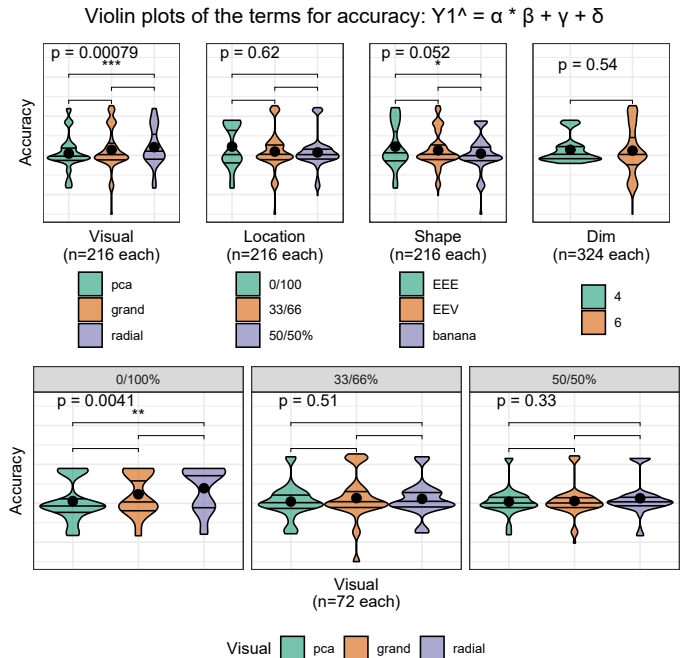 Violin plots of the terms for accuracy: Y1^ = α * β + γ + δ
p = 0.00079
***
p = 0.62
p = 0.052
*
p = 0.54
Accuracy
Visual
(n=216 each)
Location
(n=216 each)
Shape
(n=216 each)
Dim
(n=324 each)
pca
grand
radial
0/100
33/66
50/50%
EEE
EEV
banana
4
6
0/100%
33/66%
50/50%
p = 0.0041
**
p = 0.51
p = 0.33
Accuracy
Visual
(n=72 each)
Visual pca grand radial